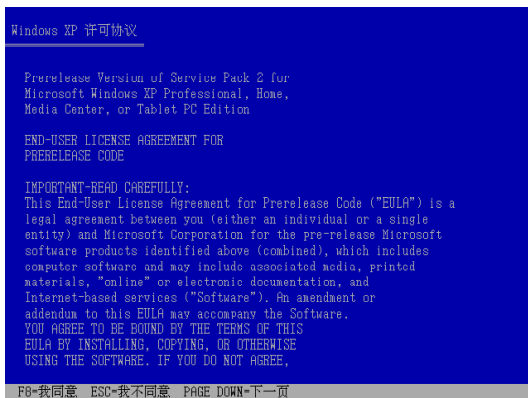 Windows XP 许可协议
Prerelease Version of Service Pack 2 for
Microsoft Windows XP Professional, Home,
Media Center, or Tablet PC Edition
END-USER LICENSE AGREEMENT FOR
PRERELEASE CODE
IMPORTANT-READ CAREFULLY:
This End-User License Agreement for Prerelease Code ("EULA") is a
legal agreement between you (either an individual or a single
entity) and Microsoft Corporation for the pre-release Microsoft
software products identified above (combined), which includes
computer software and may include associated media, printed
materials, "online" or electronic documentation, and
Internet-based services ("Software"). An amendment or
addendum to this EULA may accompany the Software.
YOU AGREE TO BE BOUND BY THE TERMS OF THIS
EULA BY INSTALLING, COPYING, OR OTHERWISE
USING THE SOFTWARE. IF YOU DO NOT AGREE,
F8=我同意 ESC=我不同意 PAGE DOWN=下一页